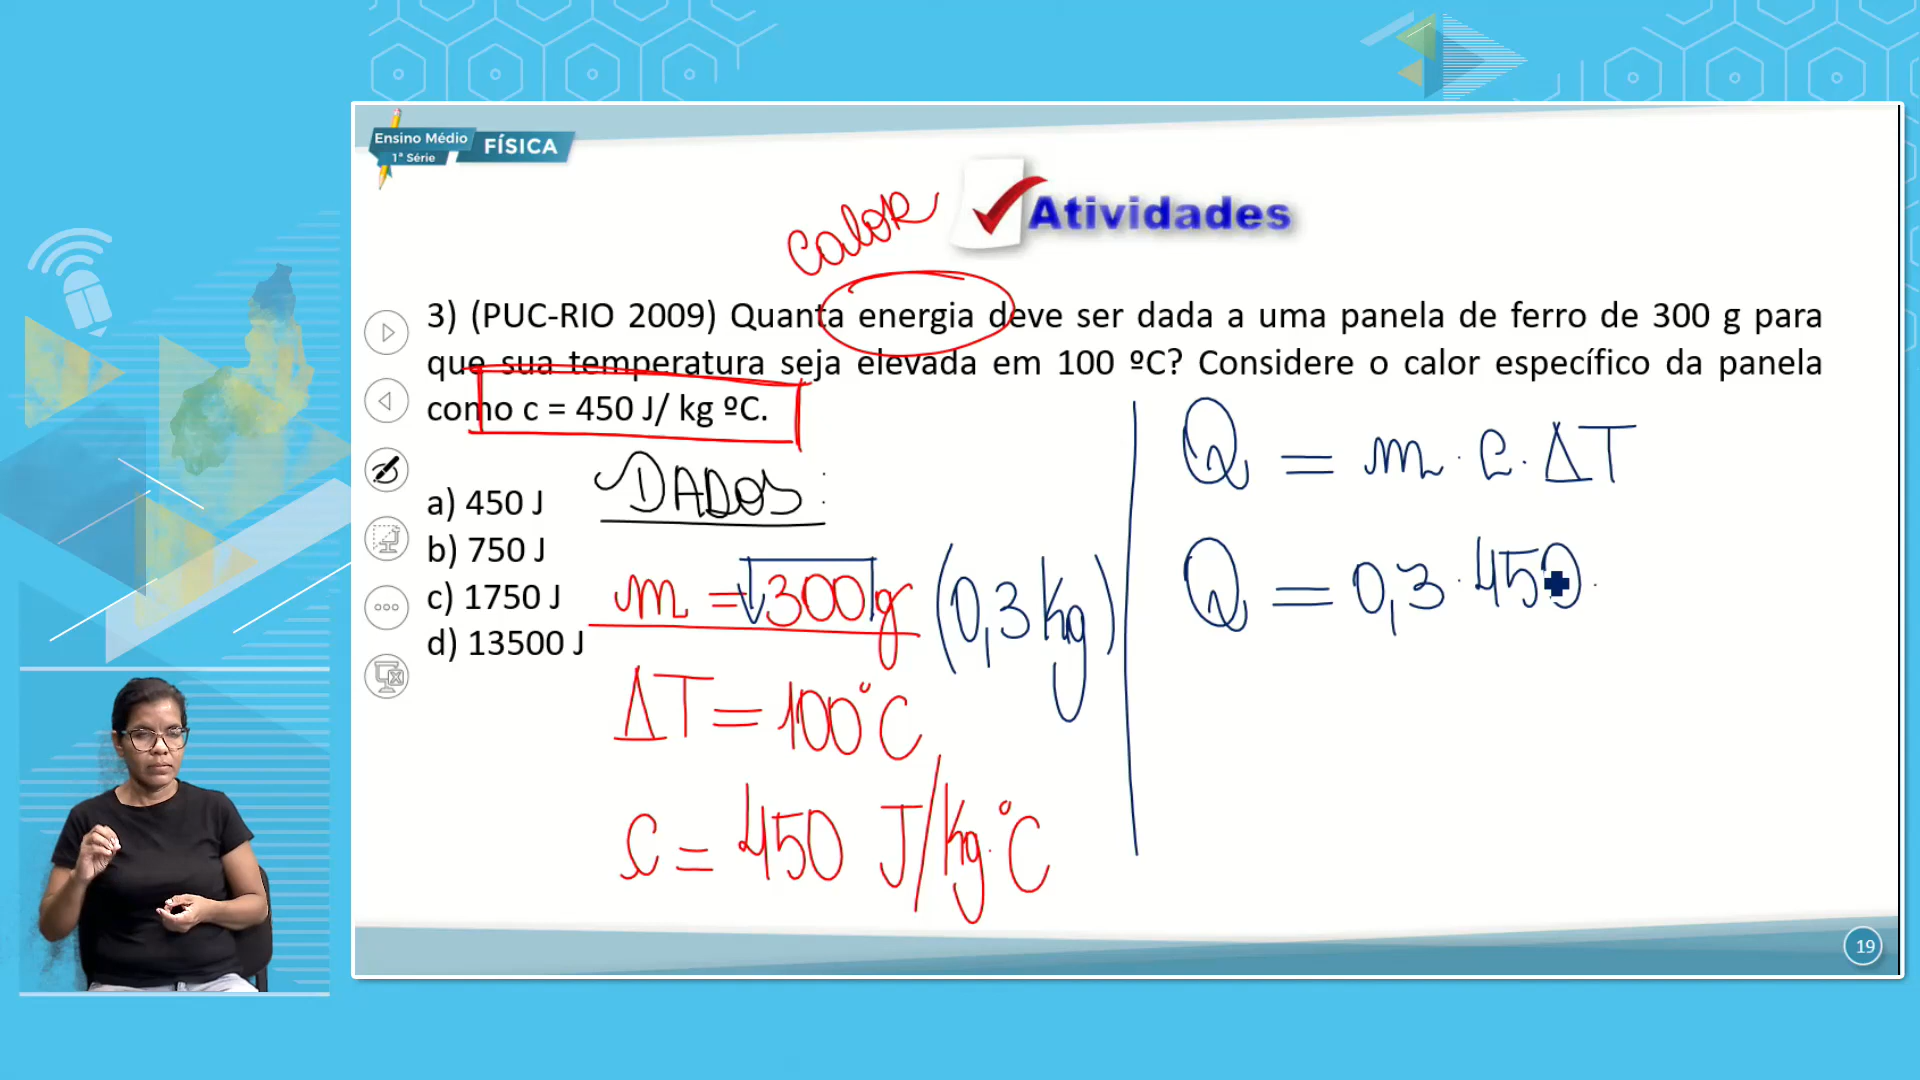 Ensino Médio
1ª Série
FÍSICA
Atividades
calor
3) (PUC-RIO 2009) Quanta energia deve ser dada a uma panela de ferro de 300 g para
que sua temperatura seja elevada em 100 ºC? Considere o calor específico da panela
como c = 450 J/ kg ºC.
a) 450 J
b) 750 J
c) 1750 J
d) 13500 J
DADOS:
m = 300g (0,3 kg)
ΔT = 100°C
c = 450 J/kg.°C
Q = m . c . ΔT
Q = 0,3 . 450 .
19